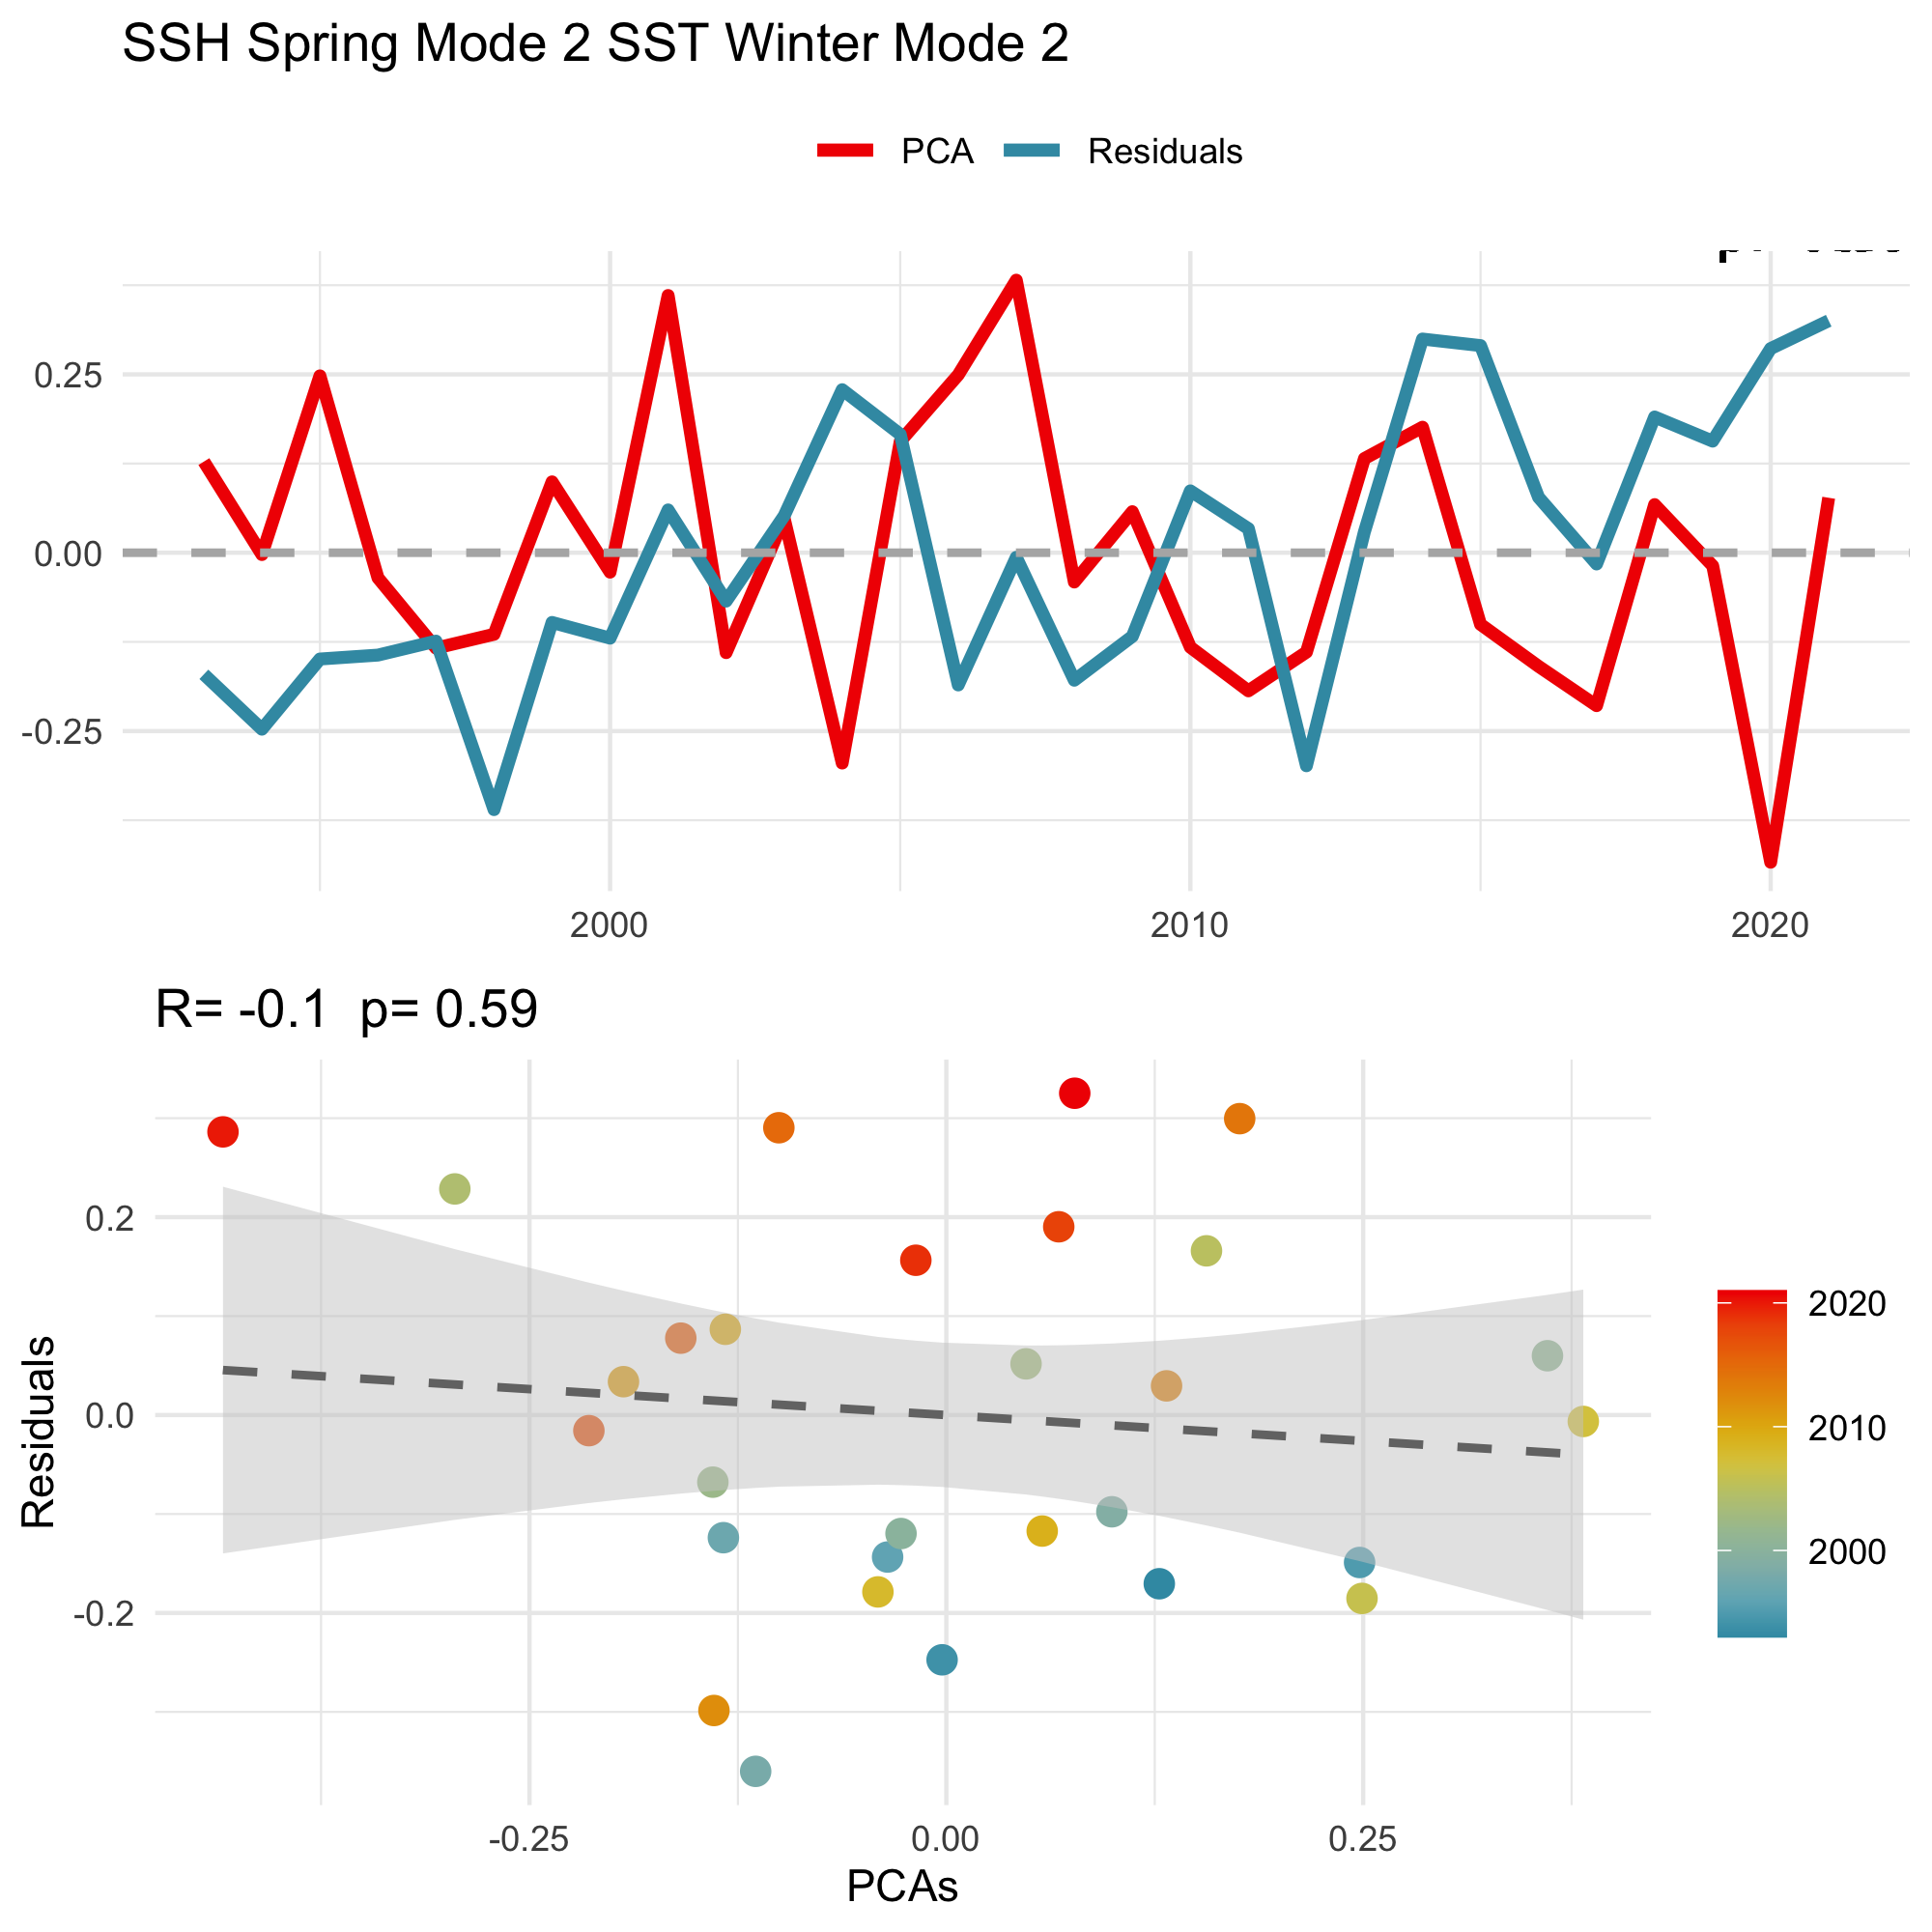 SSH Spring Mode 2 SST Winter Mode 2
PCA Residuals
0.25
0.00
-0.25
2000 2010 2020
R= -0.1 p= 0.59
Residuals
0.2
0.0
-0.2
-0.25 0.00 0.25
PCAs
2020
2010
2000